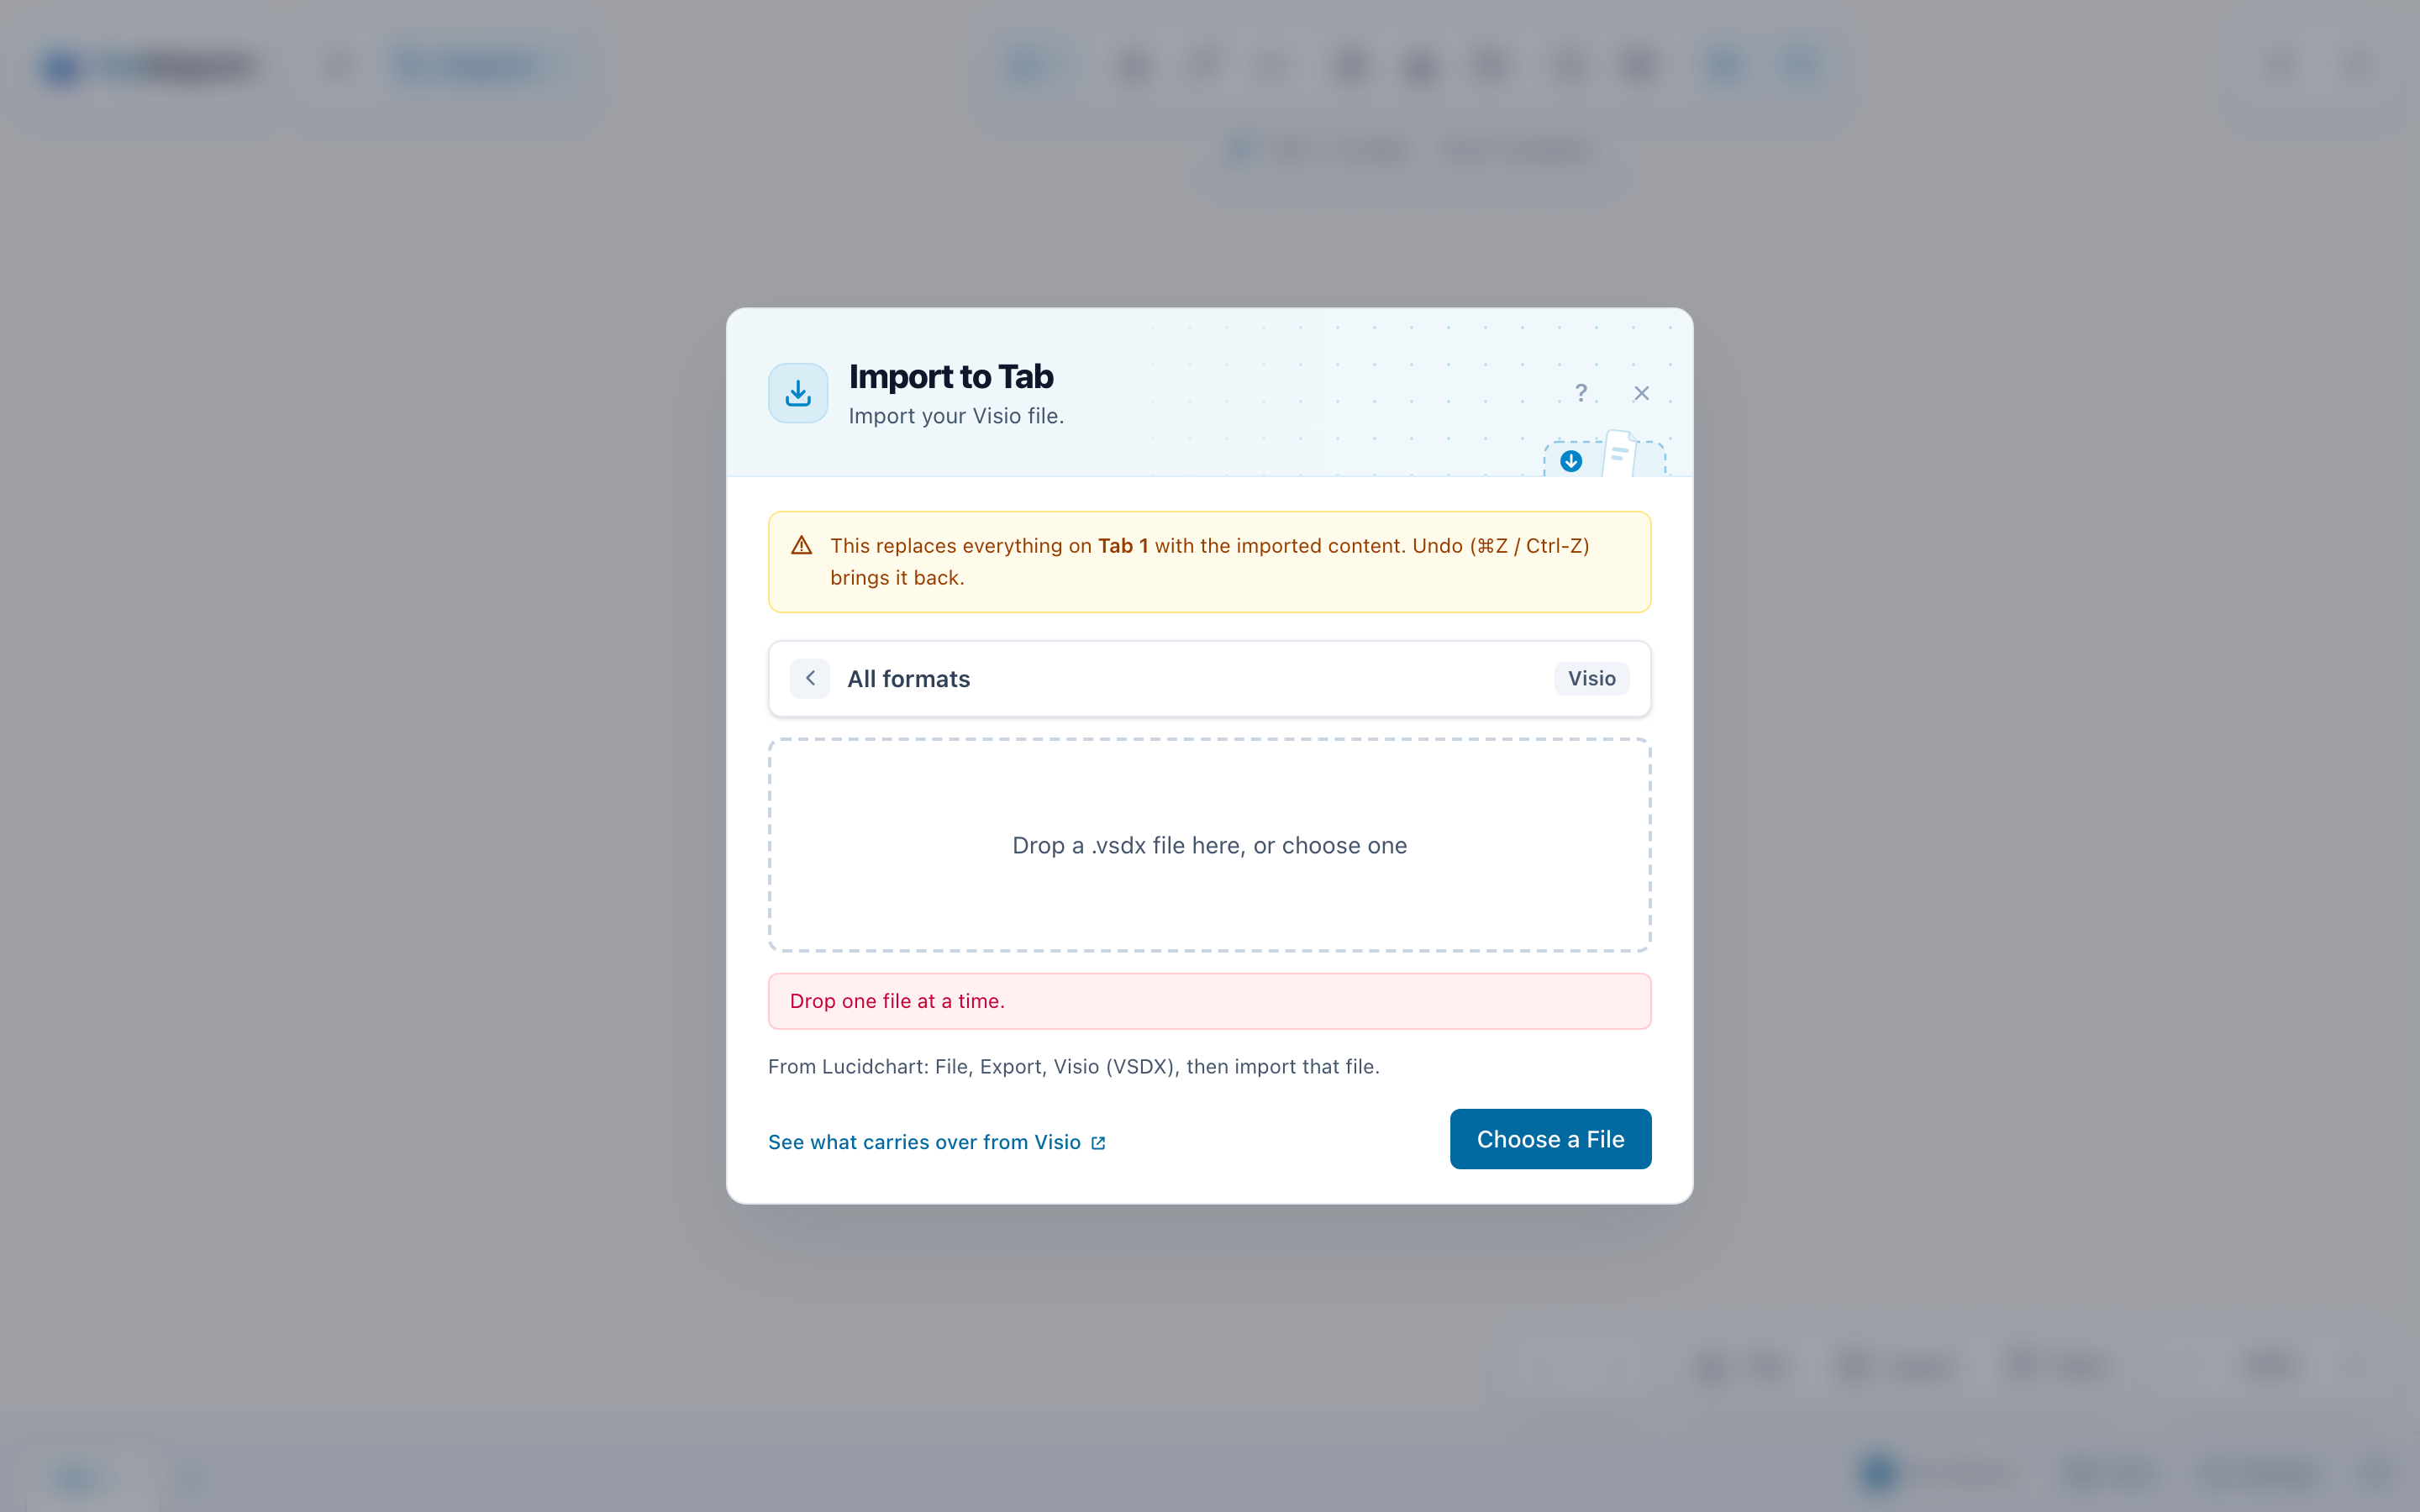 Import to Tab
?
Import your Visio file.
This replaces everything on Tab 1 with the imported content. Undo (⌘Z / Ctrl-Z)
brings it back.
All formats
Visio
Drop a .vsdx file here, or choose one
Drop one file at a time.
From Lucidchart: File, Export, Visio (VSDX), then import that file.
See what carries over from Visio
Choose a File